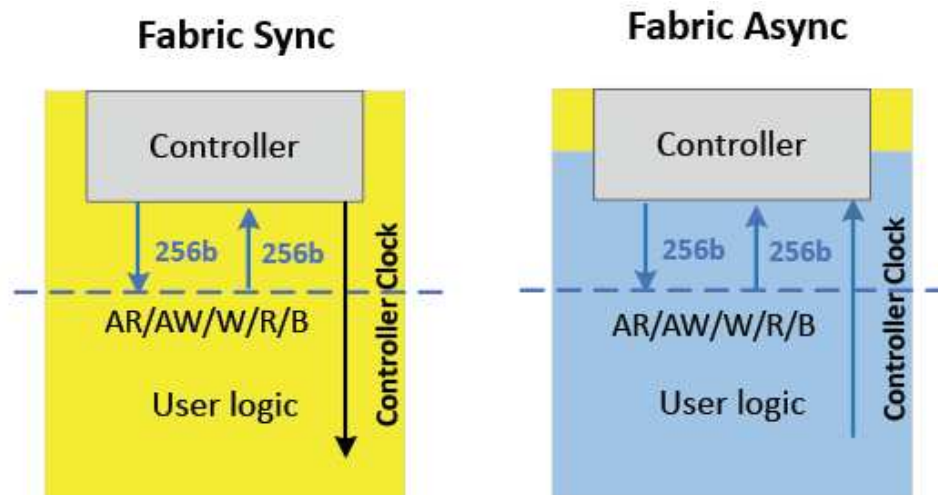 Fabric Sync
Controller
256b
256b
Controller Clock
AR/AW/W/R/B
User logic
Fabric Async
Controller
256b
256b
Controller Clock
AR/AW/W/R/B
User logic